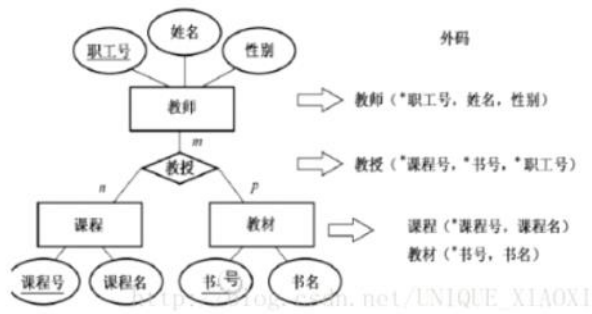 姓名
职工号
性别
外码
教师
教师（*职工号，姓名，性别）
m
教授
教授（*课程号，*书号，*职工号）
n
p
课程
教材
课程（*课程号，课程名）
教材（*书号，书名）
课程号
课程名
书号
书名
http://blog.csdn.net/UNIQUE_XIAOXI